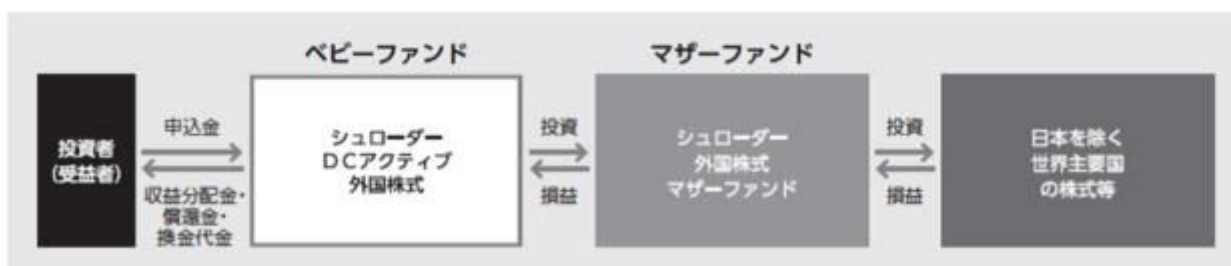 ベビーファンド
マザーファンド
投資者
(受益者)
申込金
収益分配金・
償還金・
換金代金
シュローダー
DCアクティブ
外国株式
投資
損益
シュローダー
外国株式
マザーファンド
投資
損益
日本を除く
世界主要国
の株式等